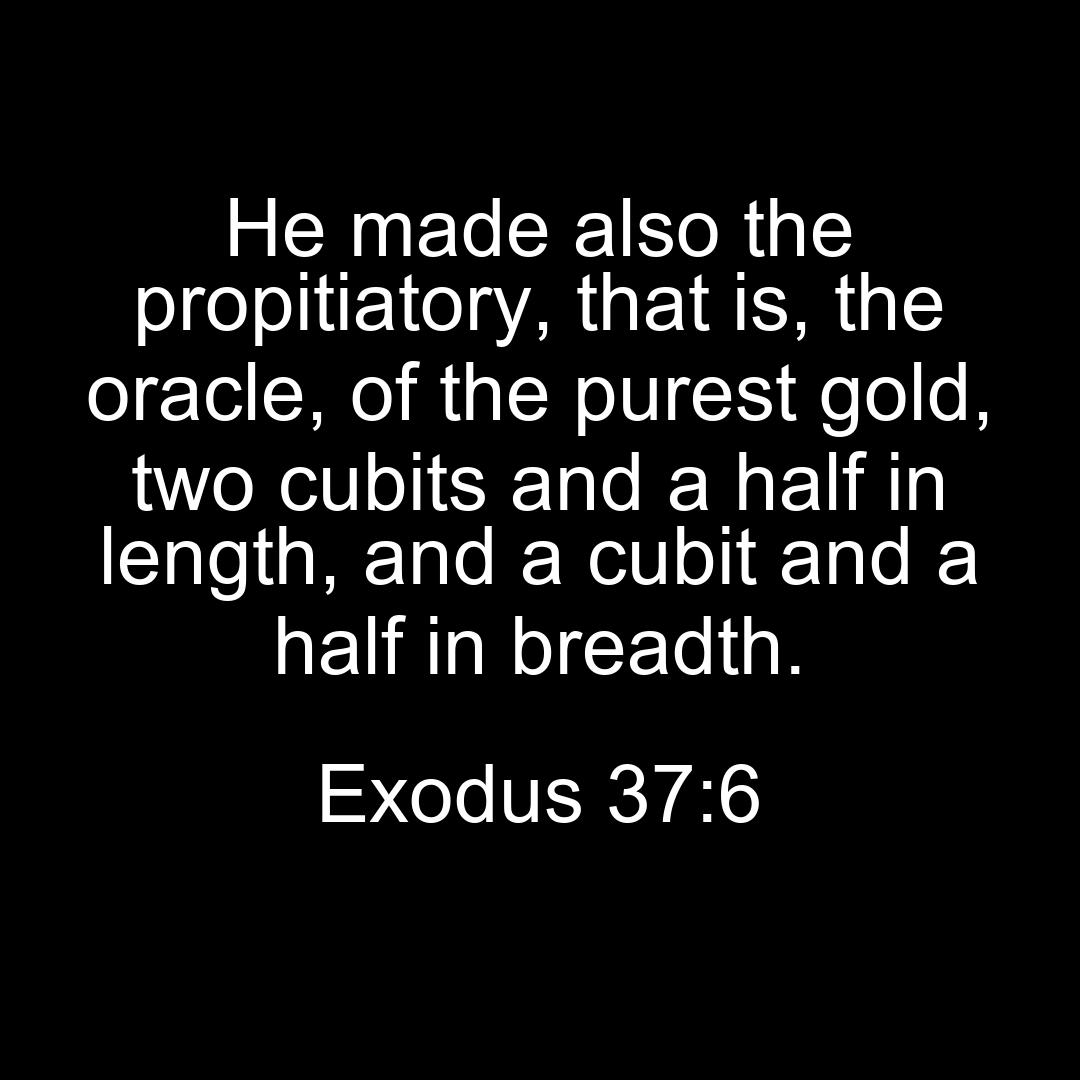 He made also the
propitiatory, that is, the
oracle, of the purest gold,
two cubits and a half in
length, and a cubit and a
half in breadth.
Exodus 37:6